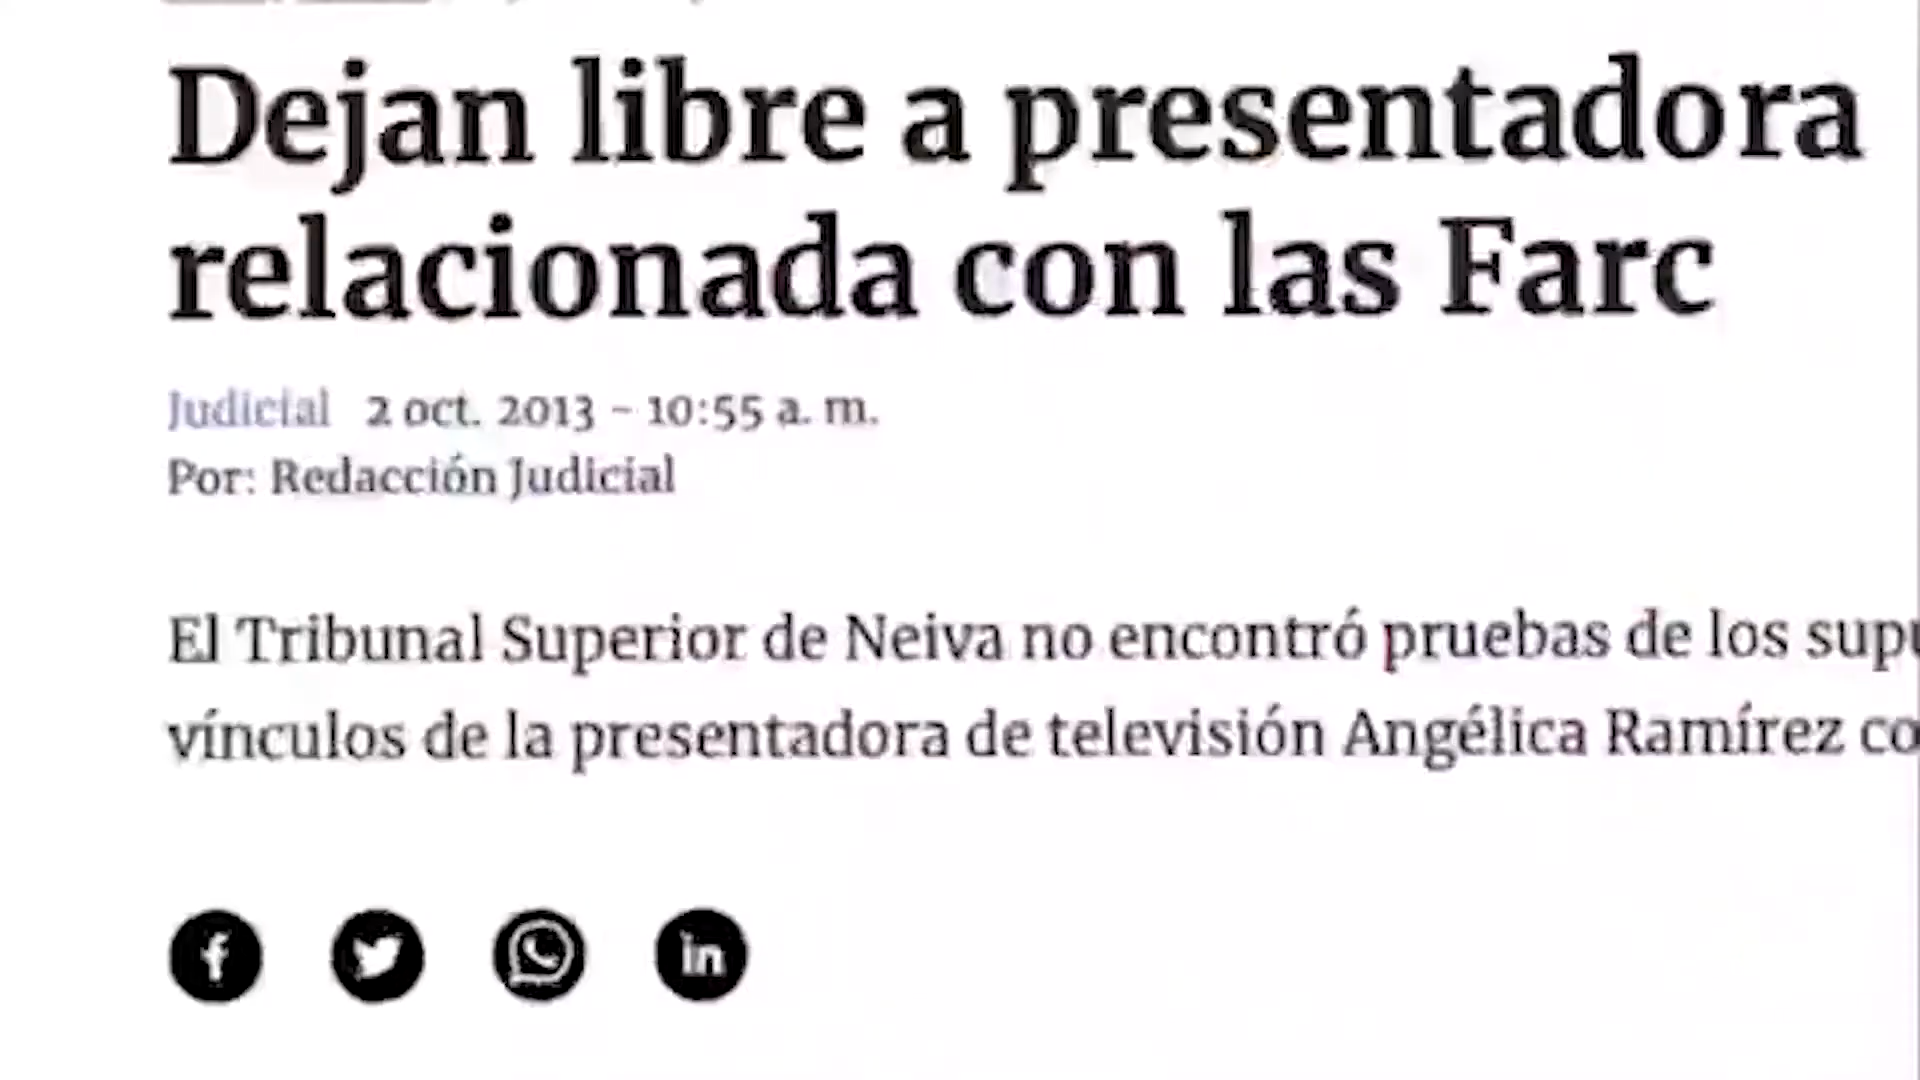 Dejan libre a presentadora
relacionada con las Farc
Judicial 2 oct. 2013 - 10:55 a. m.
Por: Redacción Judicial
El Tribunal Superior de Neiva no encontró pruebas de los
vínculos de la presentadora de televisión Angélica Ramírez
f
in